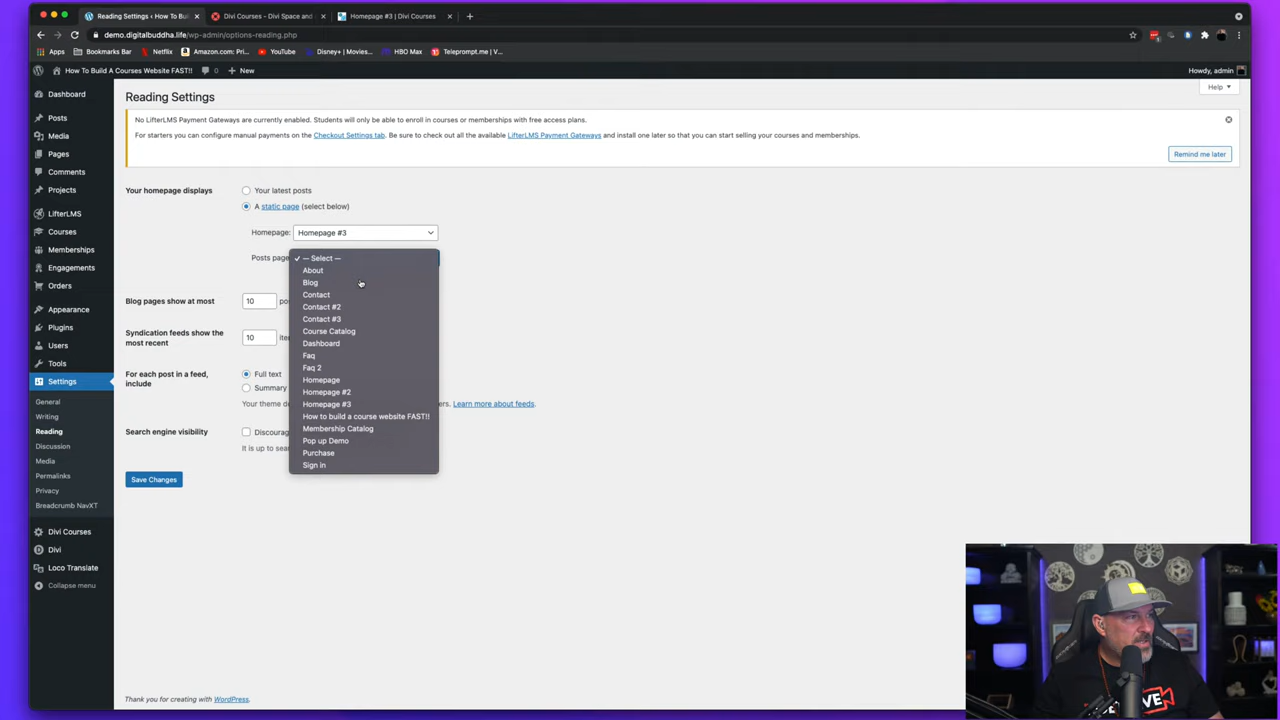 Reading Settings ‹ How To Bui
Divi Courses - Divi Space and
Homepage #3 | Divi Courses
demo.digitalbuddha.life/wp-admin/options-reading.php
Apps
Bookmarks Bar
Netflix
Amazon.com: Pri...
YouTube
Disney+ | Movies...
HBO Max
Teleprompt.me | V...
How To Build A Courses Website FAST!!
0
New
Howdy, admin
Dashboard
Posts
Media
Pages
Comments
Projects
LifterLMS
Courses
Memberships
Engagements
Orders
Appearance
Plugins
Users
Tools
Settings
General
Writing
Reading
Discussion
Media
Permalinks
Privacy
Breadcrumb NavXT
Divi Courses
Divi
Loco Translate
Collapse menu
Reading Settings
Help
No LifterLMS Payment Gateways are currently enabled. Students will only be able to enroll in courses or memberships with free access plans.
For starters you can configure manual payments on the Checkout Settings tab. Be sure to check out all the available LifterLMS Payment Gateways and install one later so that you can start selling your courses and memberships.
Remind me later
Your homepage displays
Your latest posts
A static page (select below)
Homepage: Homepage #3
Posts page
— Select —
About
Blog
Contact
Contact #2
Contact #3
Course Catalog
Dashboard
Faq
Faq 2
Homepage
Homepage #2
Homepage #3
How to build a course website FAST!!
Membership Catalog
Pop up Demo
Purchase
Sign in
Blog pages show at most
10 po
Syndication feeds show the most recent
10 ite
For each post in a feed, include
Full text
Summary
Your theme d
Learn more about feeds.
Search engine visibility
Discourag
It is up to sear
Save Changes
Thank you for creating with WordPress.